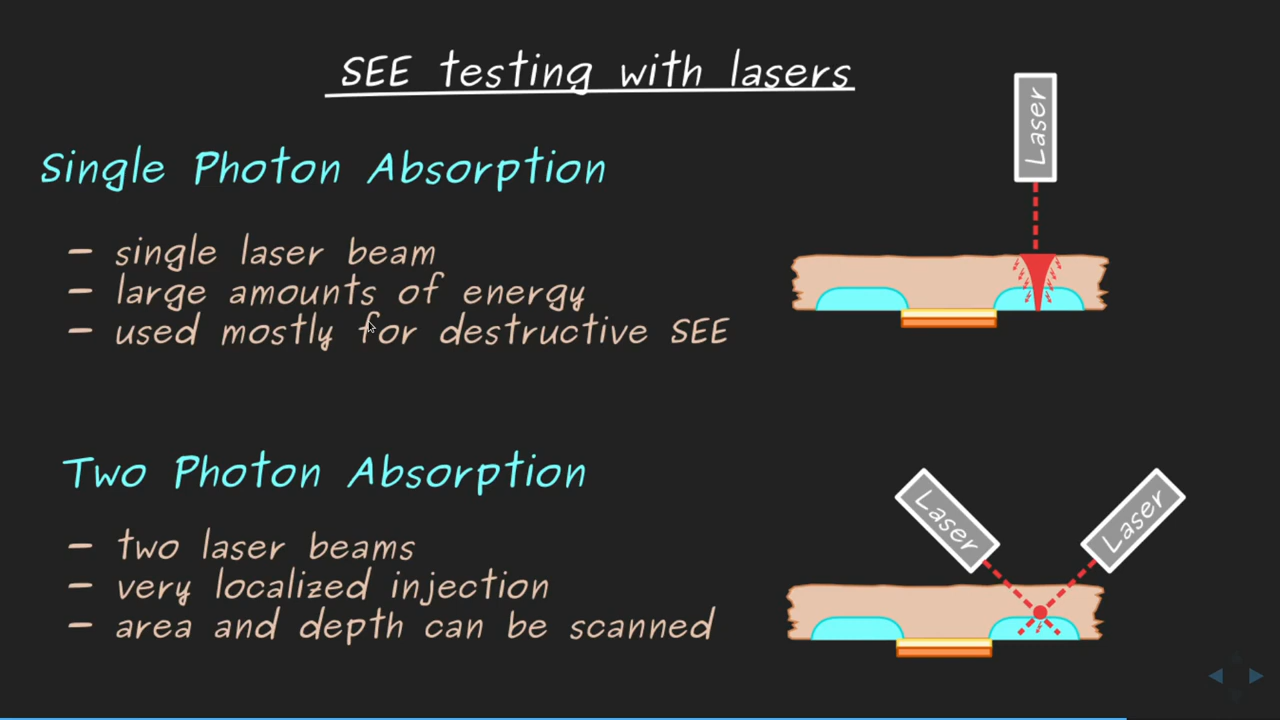 SEE testing with lasers
Laser
Single Photon Absorption
- single laser beam
- large amounts of energy
- used mostly for destructive SEE
Two Photon Absorption
Laser
Laser
- two laser beams
- very localized injection
- area and depth can be scanned